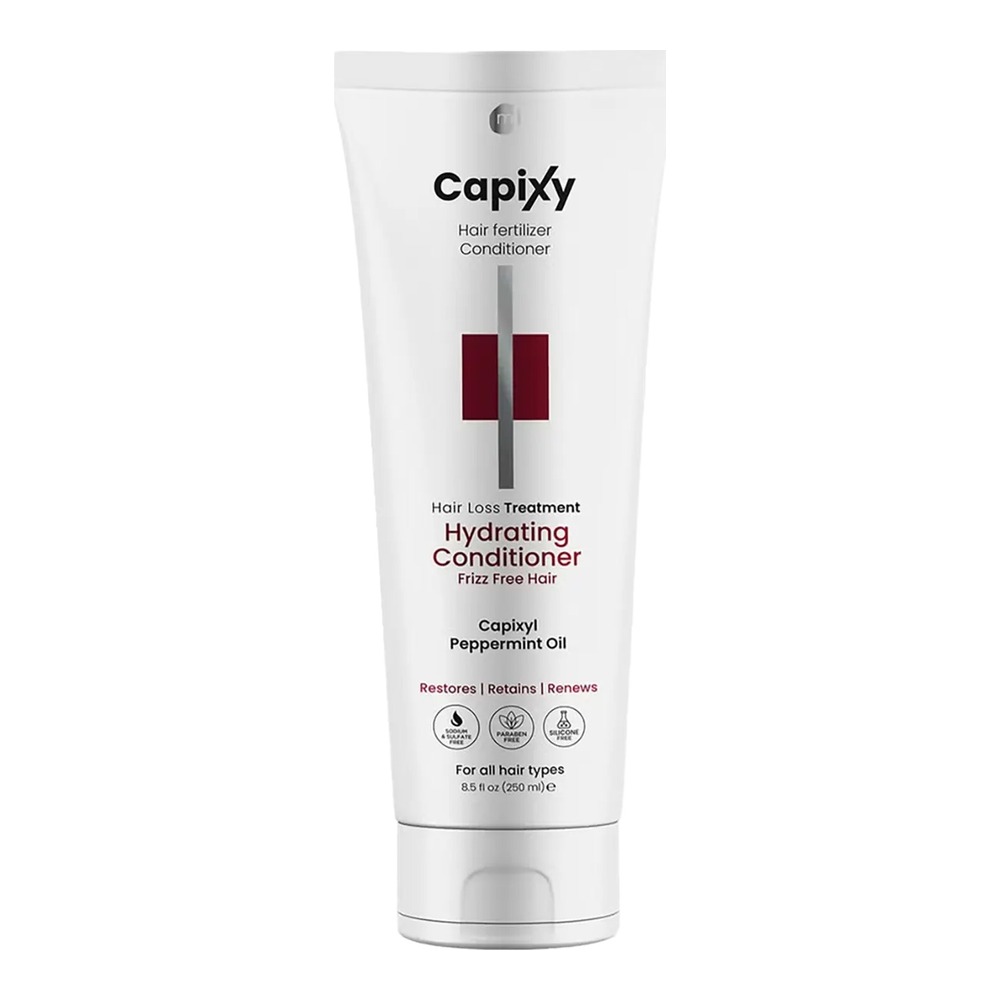 m
Capixy
Hair fertilizer
Conditioner
Hair Loss Treatment
Hydrating
Conditioner
Frizz Free Hair
Capixyl
Peppermint Oil
Restores | Retains | Renews
SODIUM
& SULFATE
FREE
PARABEN
FREE
SILICONE
FREE
For all hair types
8.5 fl oz (250 ml) ℮